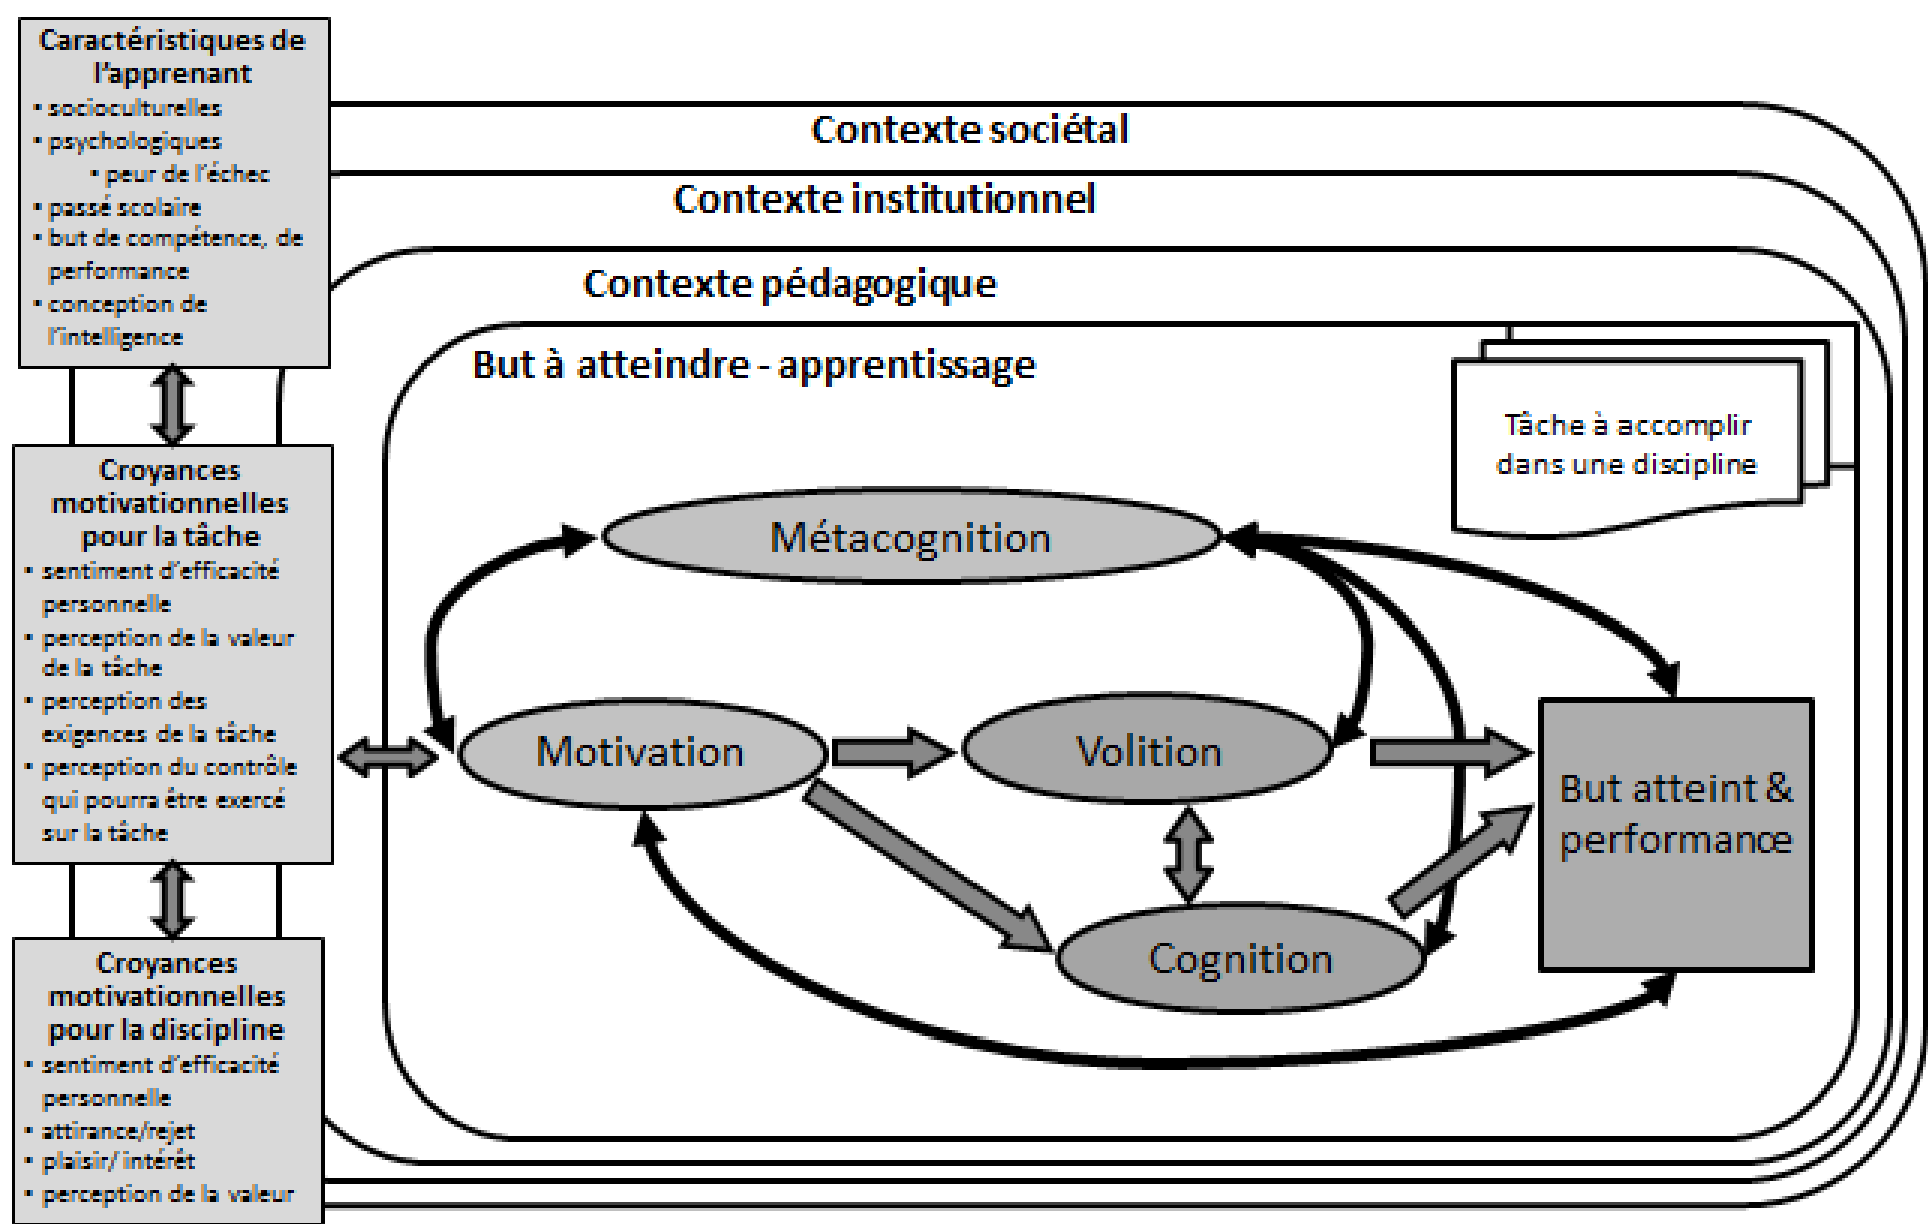 Caractéristiques de
l'apprenant
▪ socioculturelles
▪ psychologiques
▪ peur de l'échec
▪ passé scolaire
▪ but de compétence, de
performance
▪ conception de
l'intelligence
Croyances
motivationnelles
pour la tâche
▪ sentiment d'efficacité
personnelle
▪ perception de la valeur
de la tâche
▪ perception des
exigences de la tâche
▪ perception du contrôle
qui pourra être exercé
sur la tâche
Croyances
motivationnelles
pour la discipline
▪ sentiment d'efficacité
personnelle
▪ attirance/rejet
▪ plaisir/ intérêt
▪ perception de la valeur
Contexte sociétal
Contexte institutionnel
Contexte pédagogique
But à atteindre - apprentissage
Tâche à accomplir
dans une discipline
Métacognition
Motivation
Volition
Cognition
But atteint &
performance